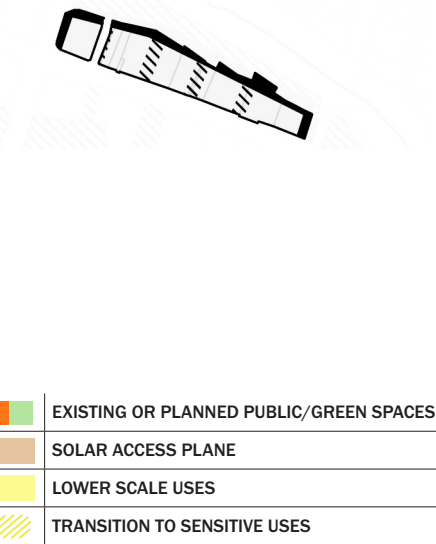 EXISTING OR PLANNED PUBLIC/GREEN SPACES
SOLAR ACCESS PLANE
LOWER SCALE USES
TRANSITION TO SENSITIVE USES